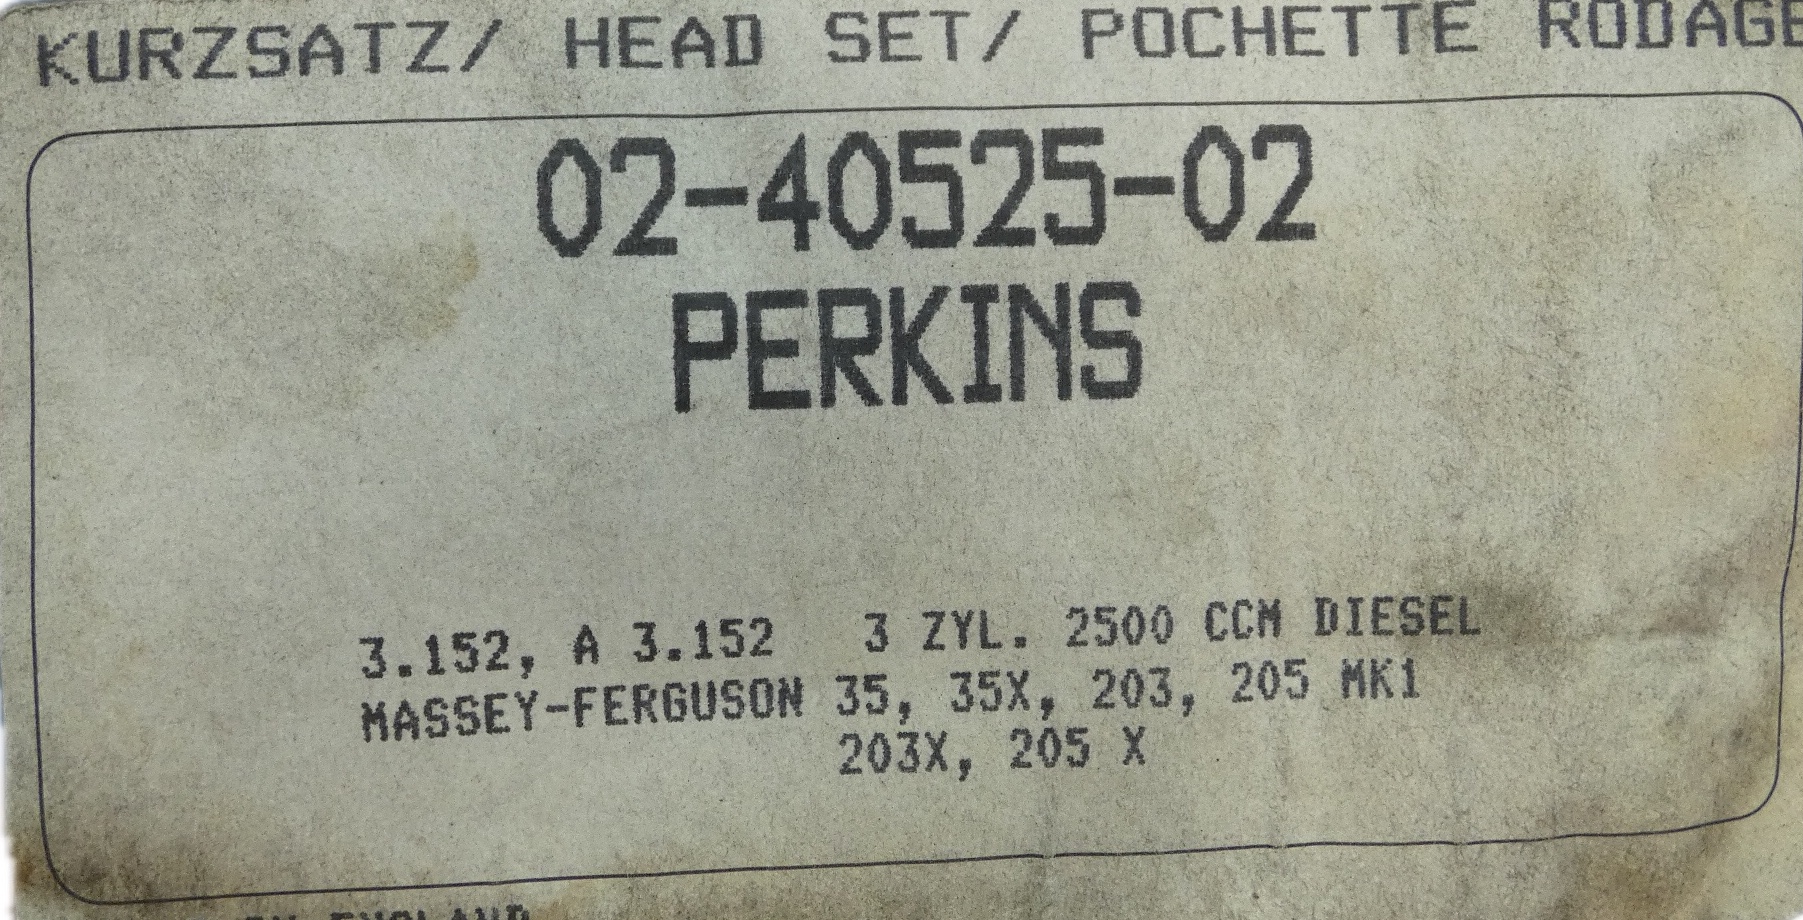 KURZSATZ/ HEAD SET/ POCHETTE RODAGE
02-40525-02
PERKINS
3.152, A 3.152 3 ZYL. 2500 CCM DIESEL
MASSEY-FERGUSON 35, 35X, 203, 205 MK1
203X, 205 X
ENGLAND